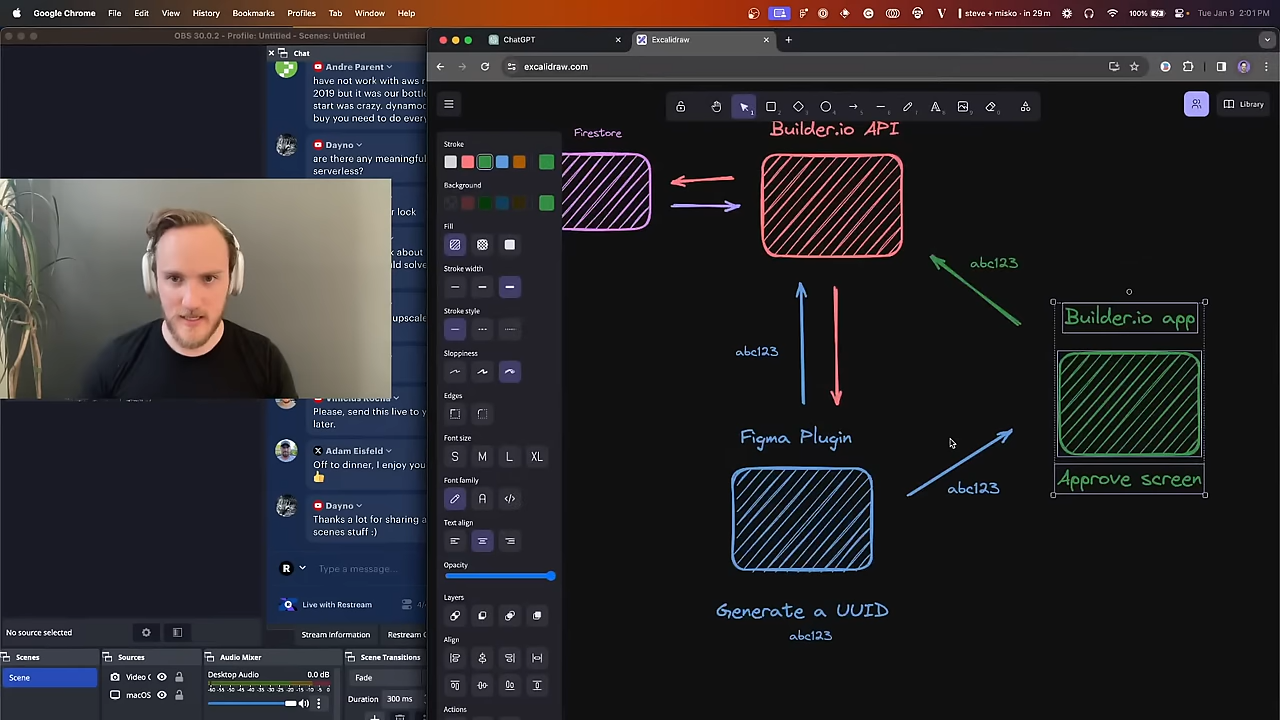 Google Chrome File Edit View History Bookmarks Profiles Tab Window Help
steve + misko • in 29 m
100%
Tue Jan 9 2:01 PM
OBS 30.0.2 - Profile: Untitled - Scenes: Untitled
Chat
Andre Parent
have not work with aws
2019 but it was our bottle
start was crazy. dynamo
buy you need to do every
Dayno
are there any meaningful
serverless?
or lock
k about
ld solve
upscale
Please, send this live to y
later.
Adam Eisfeld
Off to dinner, I enjoy you
Dayno
Thanks a lot for sharing a
scenes stuff :)
R
Type a message...
Live with Restream
Stream information
Restream C
No source selected
Scenes
Scene
Sources
Video C
macOS
Audio Mixer
Desktop Audio
0.0 dB
Scene Transitions
Fade
Duration
300 ms
ChatGPT
Excalidraw
excalidraw.com
Library
Stroke
Background
Fill
Stroke width
Stroke style
Sloppiness
Edges
Font size
S M L XL
Font family
A
Text align
Opacity
Layers
Align
Actions
Firestore
Builder.io API
abc123
Builder.io app
abc123
Figma Plugin
abc123
Approve screen
Generate a UUID
abc123